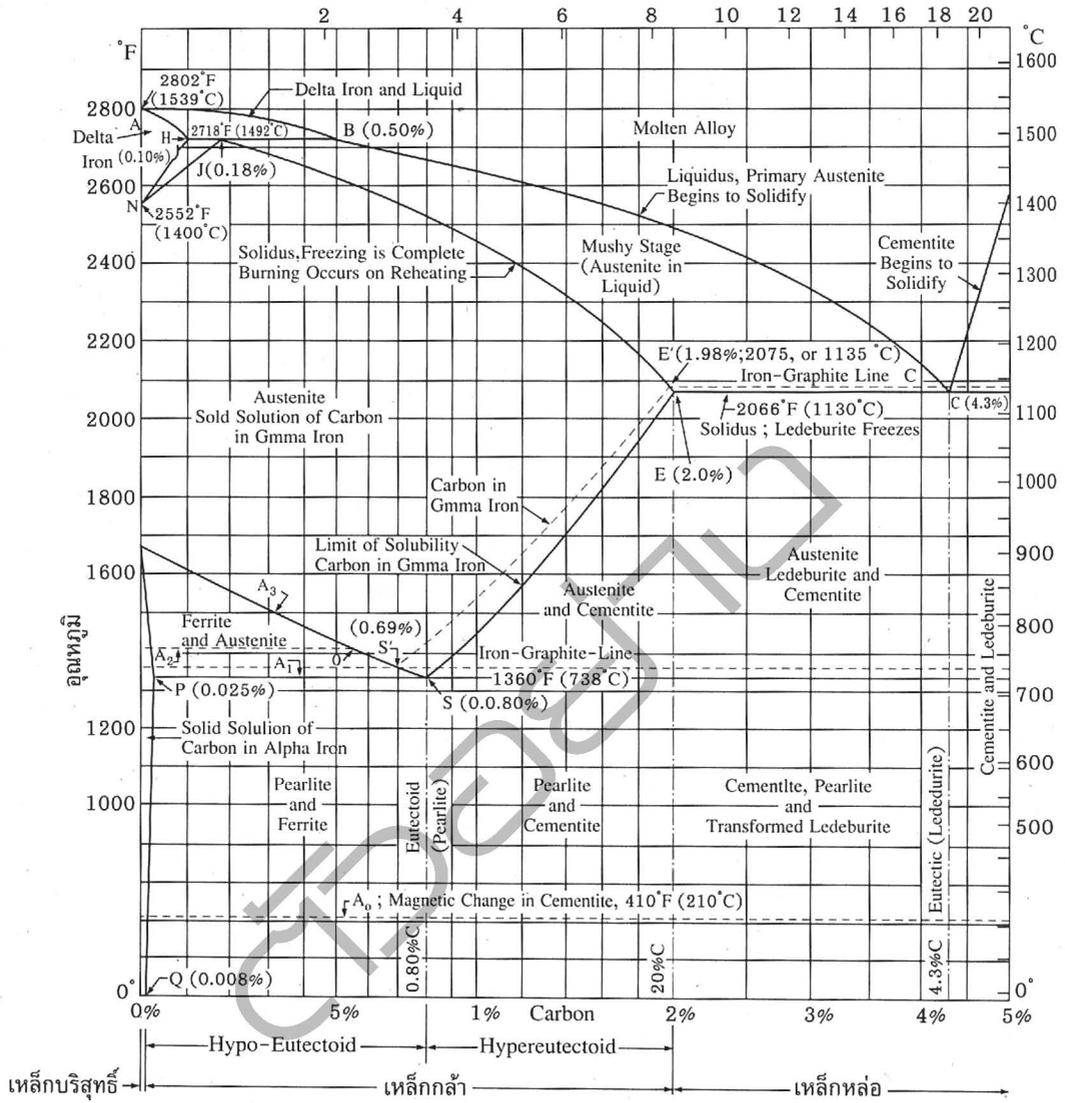 2 4 6 8 10 12 14 16 18 20
°F
°C
1600
2802°F
(1539°C)
Delta Iron and Liquid
2800
A
H
2718°F (1492°C)
B (0.50%)
Molten Alloy
1500
Delta
Iron (0.10%)
J(0.18%)
2600
Liquidus, Primary Austenite
Begins to Solidify
N
2552°F
(1400°C)
1400
Solidus,Freezing is Complete
Burning Occurs on Reheating
Mushy Stage
(Austenite in
Liquid)
Cementite
Begins to
Solidify
2400
1300
2200
1200
E'(1.98%;2075, or 1135 °C)
Iron-Graphite Line C
C (4.3%)
Austenite
Sold Solution of Carbon
in Gmma Iron
2066°F (1130°C)
Solidus ; Ledeburite Freezes
2000
1100
E (2.0%)
1000
Carbon in
Gmma Iron
1800
Limit of Solubility
Carbon in Gmma Iron
Austenite
Ledeburite and
Cementite
900
1600
A3
Austenite
and Cementite
Ferrite
and Austenite
(0.69%)
S'
800
อุณหภูมิ
A2
A1
O
Iron-Graphite-Line
1360°F (738°C)
P (0.025%)
S (0.0.80%)
700
Cementite and Ledeburite
1200
Solid Solulion of
Carbon in Alpha Iron
600
Pearlite
and
Ferrite
Eutectoid
(Pearlite)
Pearlite
and
Cementite
Cementlte, Pearlite
and
Transformed Ledeburite
1000
500
Eutectic (Lededurite)
Ao ; Magnetic Change in Cementite, 410°F (210°C)
0.80%C
20%C
4.3%C
Q (0.008%)
0°
0°
0% 5% 1% Carbon 2% 3% 4% 5%
Hypo-Eutectoid
Hypereutectoid
เหล็กบริสุทธิ์
เหล็กกล้า
เหล็กหล่อ
ตัวอย่าง